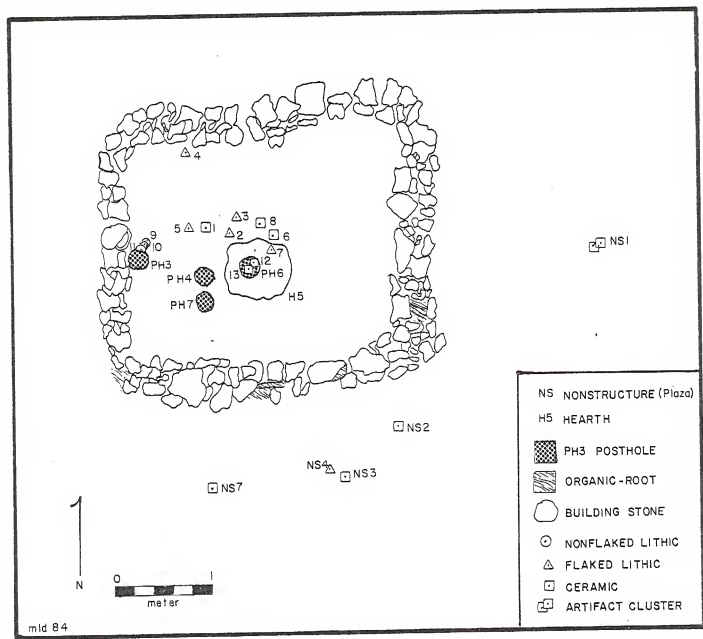 4
3
8
5
1
2
6
9
7
11
10
12
PH3
PH4
13
PH6
PH7
H5
NS1
NS2
NS4
NS3
NS7
N
0 1
meter
mld 84
NS NONSTRUCTURE (Plaza)
H5 HEARTH
PH3 POSTHOLE
ORGANIC-ROOT
BUILDING STONE
NONFLAKED LITHIC
FLAKED LITHIC
CERAMIC
ARTIFACT CLUSTER